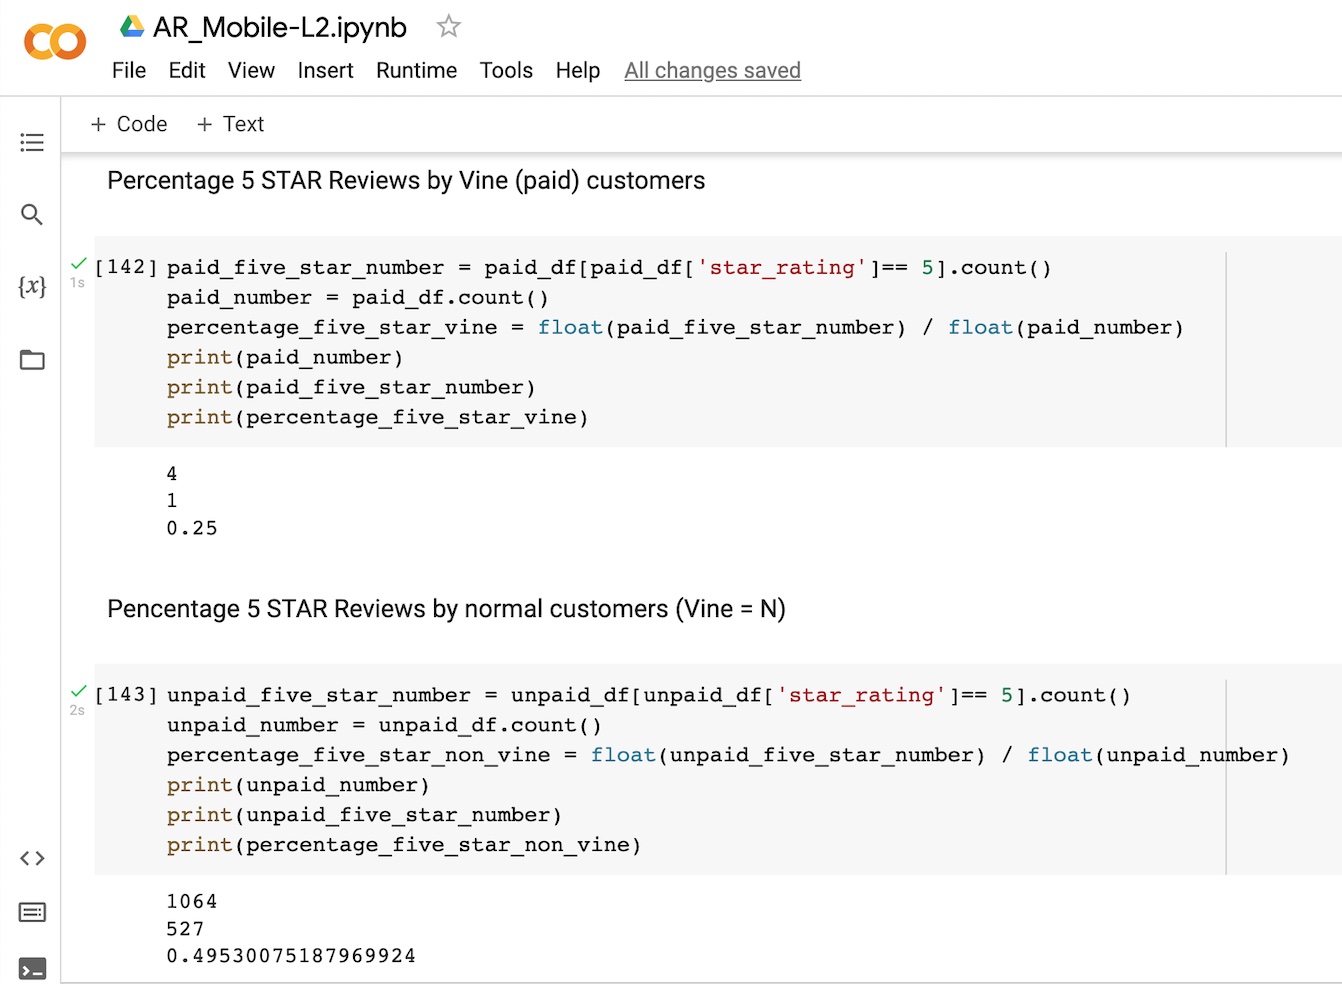 AR_Mobile-L2.ipynb
File Edit View Insert Runtime Tools Help All changes saved
+ Code + Text
Percentage 5 STAR Reviews by Vine (paid) customers
1s
[142] paid_five_star_number = paid_df[paid_df['star_rating']== 5].count()
paid_number = paid_df.count()
percentage_five_star_vine = float(paid_five_star_number) / float(paid_number)
print(paid_number)
print(paid_five_star_number)
print(percentage_five_star_vine)
4
1
0.25
Pencentage 5 STAR Reviews by normal customers (Vine = N)
2s
[143] unpaid_five_star_number = unpaid_df[unpaid_df['star_rating']== 5].count()
unpaid_number = unpaid_df.count()
percentage_five_star_non_vine = float(unpaid_five_star_number) / float(unpaid_number)
print(unpaid_number)
print(unpaid_five_star_number)
print(percentage_five_star_non_vine)
1064
527
0.49530075187969924
{x}